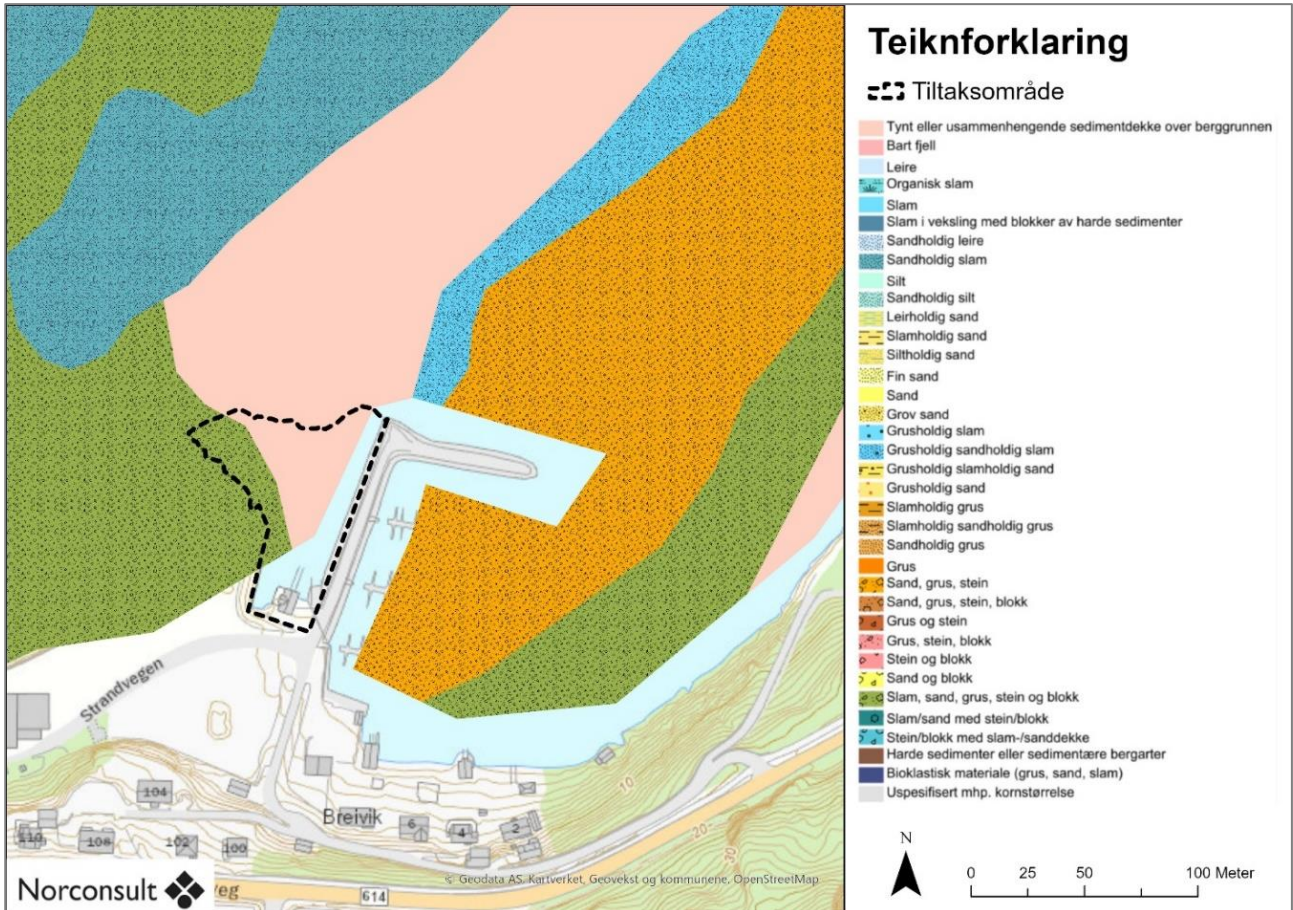 Teiknforklaring
Tiltaksområde
Tynt eller usammenhengende sedimentdekke over berggrunnen
Bart fjell
Leire
Organisk slam
Slam
Slam i veksling med blokker av harde sedimenter
Sandholdig leire
Sandholdig slam
Silt
Sandholdig silt
Leirholdig sand
Slamholdig sand
Siltholdig sand
Fin sand
Sand
Grov sand
Grusholdig slam
Grusholdig sandholdig slam
Grusholdig slamholdig sand
Grusholdig sand
Slamholdig grus
Slamholdig sandholdig grus
Sandholdig grus
Grus
Sand, grus, stein
Sand, grus, stein, blokk
Grus og stein
Grus, stein, blokk
Stein og blokk
Sand og blokk
Slam, sand, grus, stein og blokk
Slam/sand med stein/blokk
Stein/blokk med slam-/sanddekke
Harde sedimenter eller sedimentære bergarter
Bioklastisk materiale (grus, sand, slam)
Uspesifisert mhp. kornstørrelse
N
0 25 50 100 Meter
Strandvegen
Breivik
104
110
108
102
100
6
4
2
10
20
30
614
veg
Norconsult
© Geodata AS, Kartverket, Geovekst og kommunene, OpenStreetMap